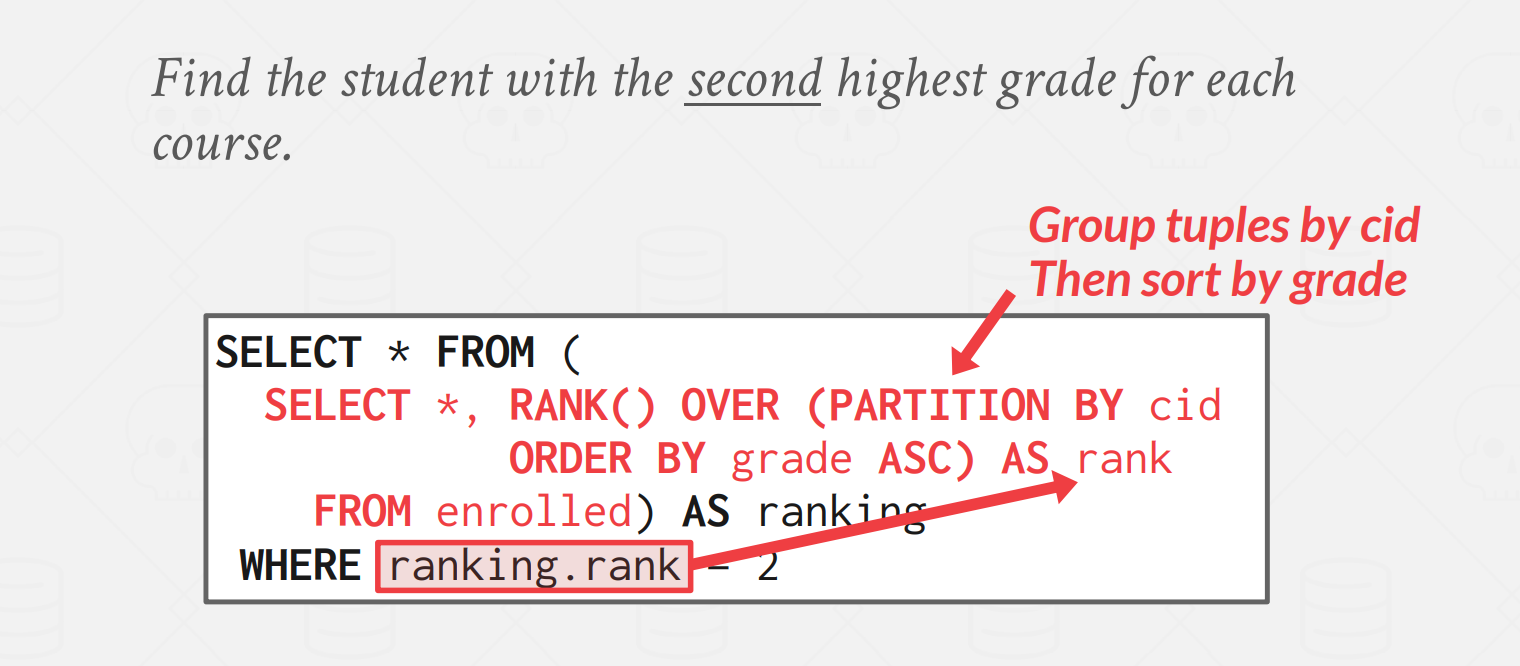 Find the student with the second highest grade for each
course.
Group tuples by cid
Then sort by grade
SELECT * FROM (
SELECT *, RANK() OVER (PARTITION BY cid
ORDER BY grade ASC) AS rank
FROM enrolled) AS ranking
WHERE ranking.rank = 2